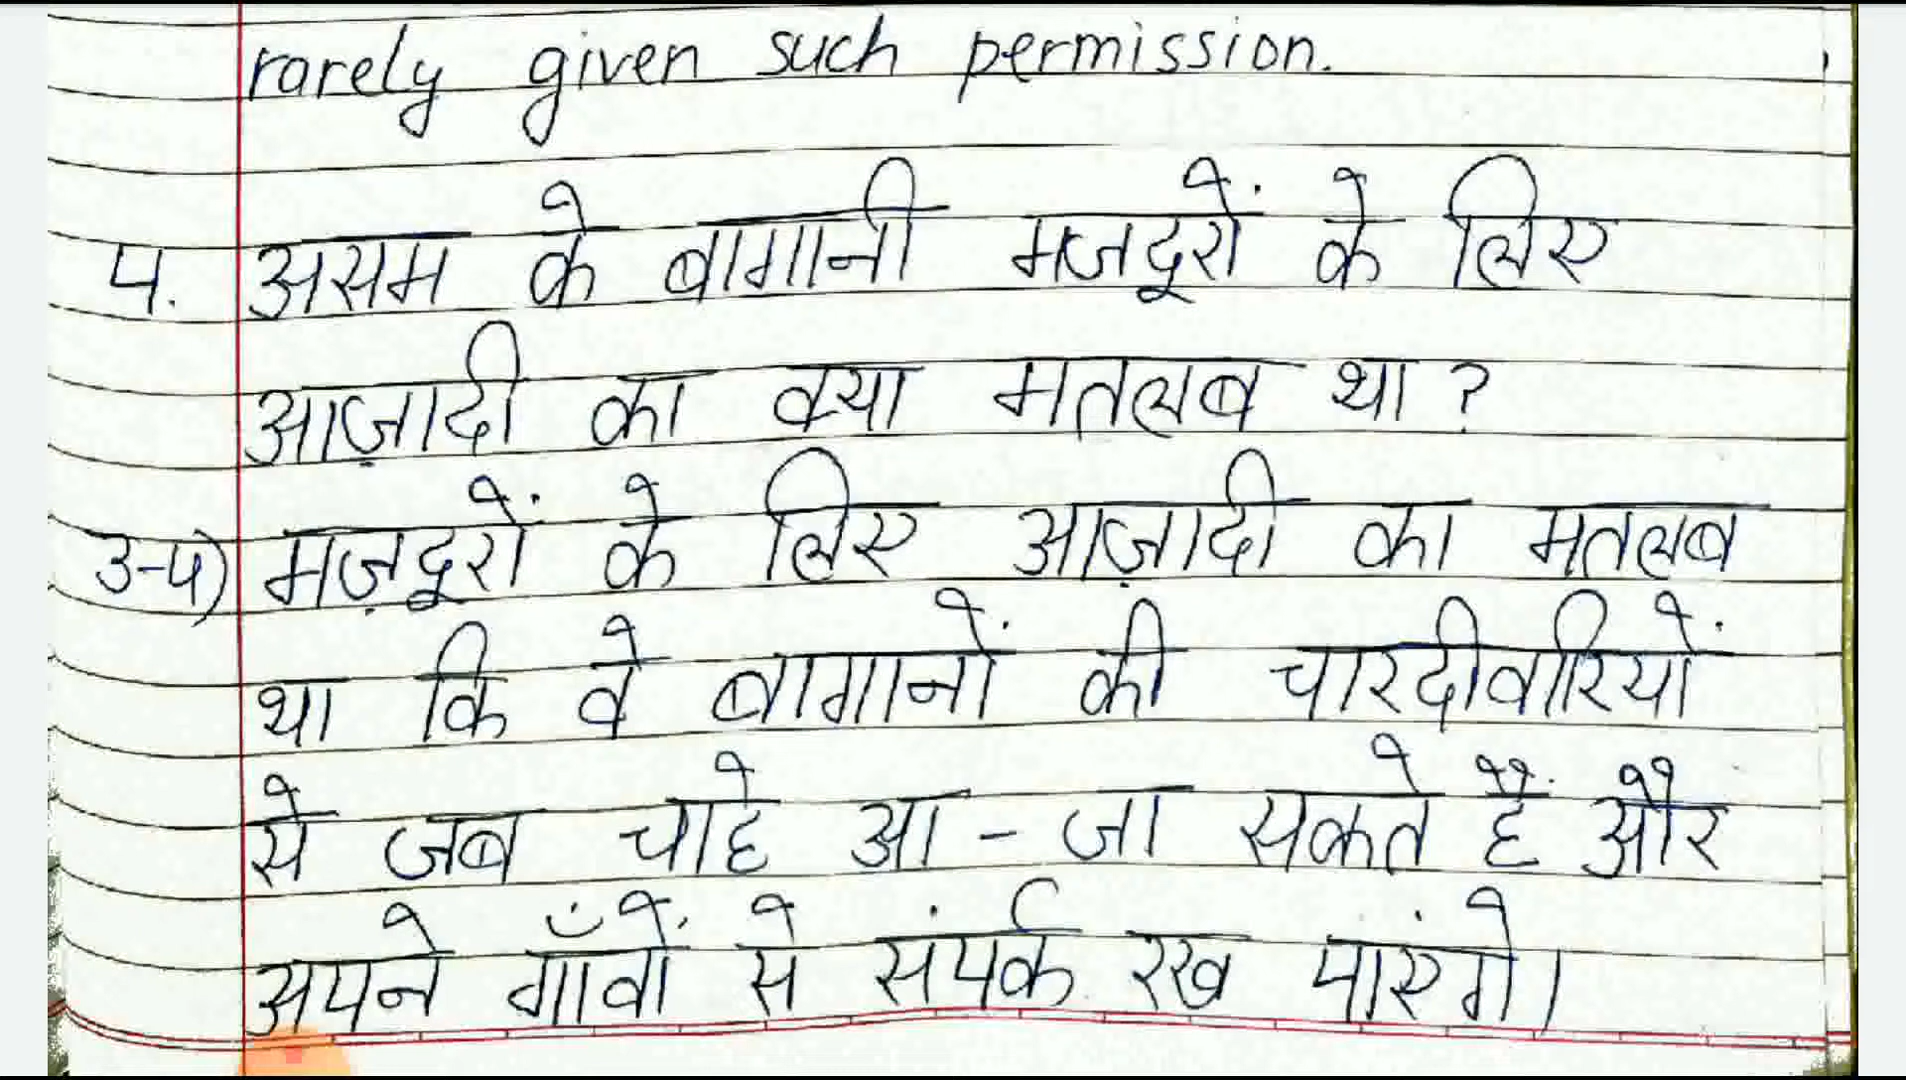 rarely given such permission.
4. असम के बागानी मजदूरों के लिए
आज़ादी का क्या मतलब था?
उ-4) मज़दूरों के लिए आज़ादी का मतलब
था कि वे बागानों की चारदीवारियों
से जब चाहे आ-जा सकते हैं और
अपने गाँवों से संपर्क रख पाएंगे।